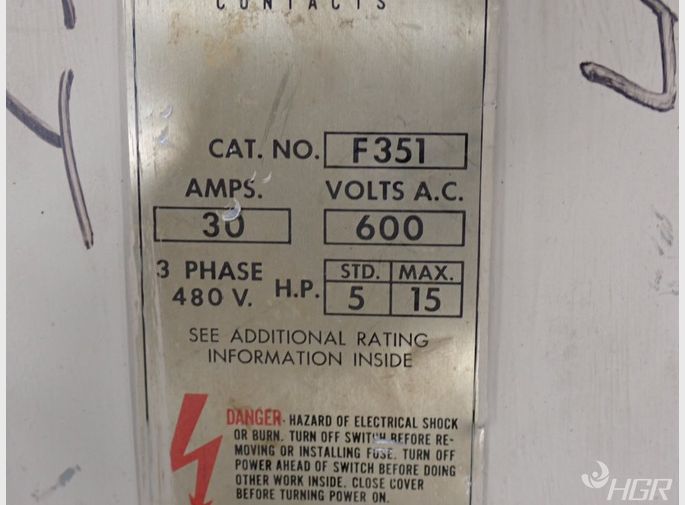 CONTACTS
CAT. NO. F351
AMPS. VOLTS A.C.
30 600
3 PHASE 480 V. H.P. STD. MAX.
5 15
SEE ADDITIONAL RATING
INFORMATION INSIDE
DANGER- HAZARD OF ELECTRICAL SHOCK
OR BURN. TURN OFF SWITCH BEFORE RE-
MOVING OR INSTALLING FUSE. TURN OFF
POWER AHEAD OF SWITCH BEFORE DOING
OTHER WORK INSIDE. CLOSE COVER
BEFORE TURNING POWER ON.
HGR